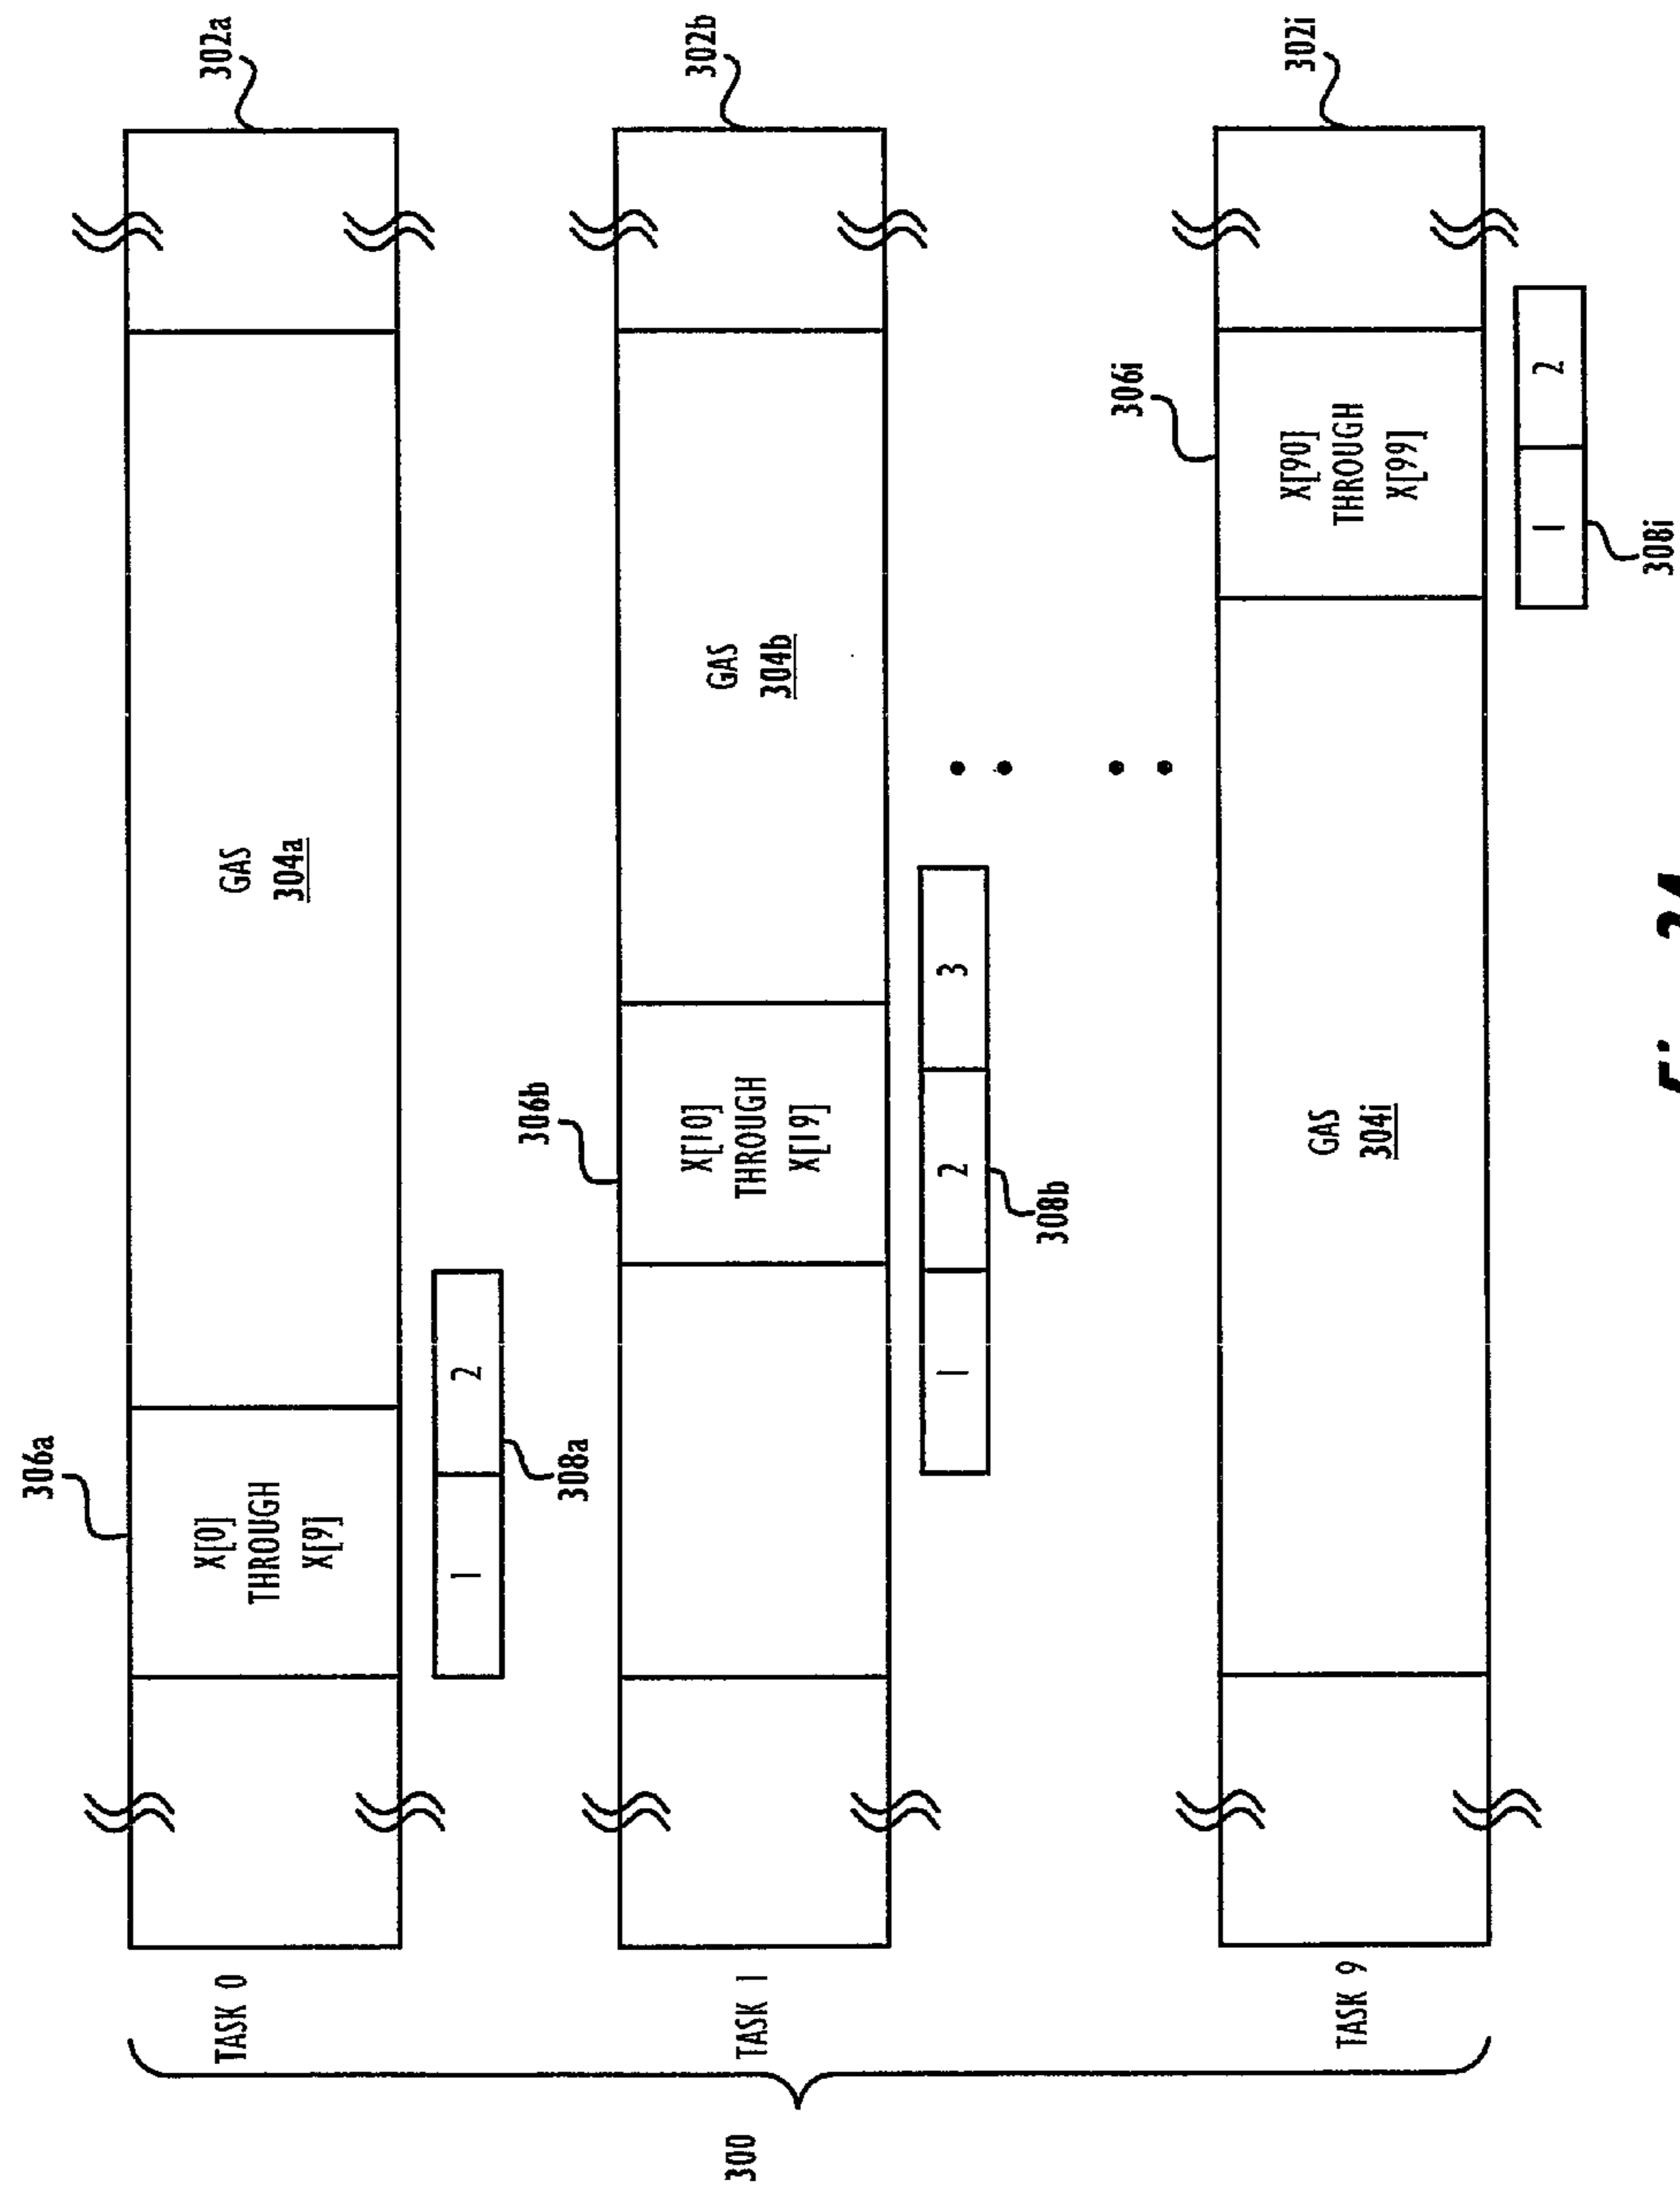 300
TASK 0
306a
X[0]
THROUGH
X[9]
GAS
304a
302a
1
2
308a
TASK 1
306b
X[10]
THROUGH
X[19]
GAS
304b
302b
1
2
3
308b
TASK 9
GAS
304i
306i
X[90]
THROUGH
X[99]
302i
1
2
308i